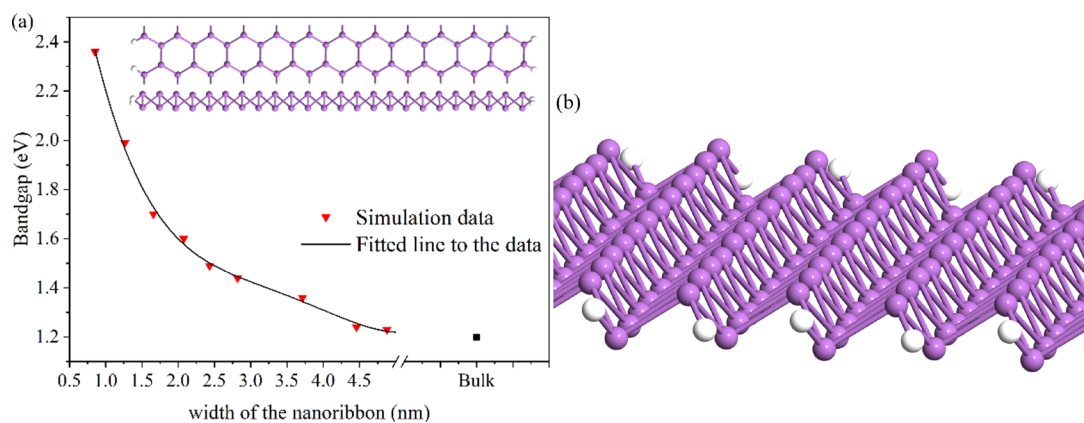 (a)
2.4
2.2
2.0
1.8
1.6
1.4
1.2
Bandgap (eV)
Simulation data
Fitted line to the data
0.5 1.0 1.5 2.0 2.5 3.0 3.5 4.0 4.5 Bulk
width of the nanoribbon (nm)
(b)